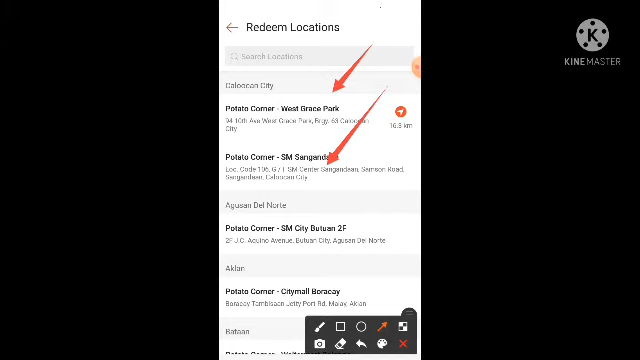 Redeem Locations
Search Locations
KINEMASTER
Caloocan City
Potato Corner - West Grace Park
94 10th Ave West Grace Park, Brgy. 63 Caloocan
City
16.8 km
Potato Corner - SM Sangandaan
Loc. Code 106, G / F SM Center Sangandaan, Samson Road,
Sangandaan, Caloocan City
Agusan Del Norte
Potato Corner - SM City Butuan 2F
2F J.C. Aquino Avenue, Butuan City, Agusan Del Norte
Aklan
Potato Corner - Citymall Boracay
Boracay Tambisaan Jetty Port Rd, Malay, Aklan
Bataan
Potato Corner -